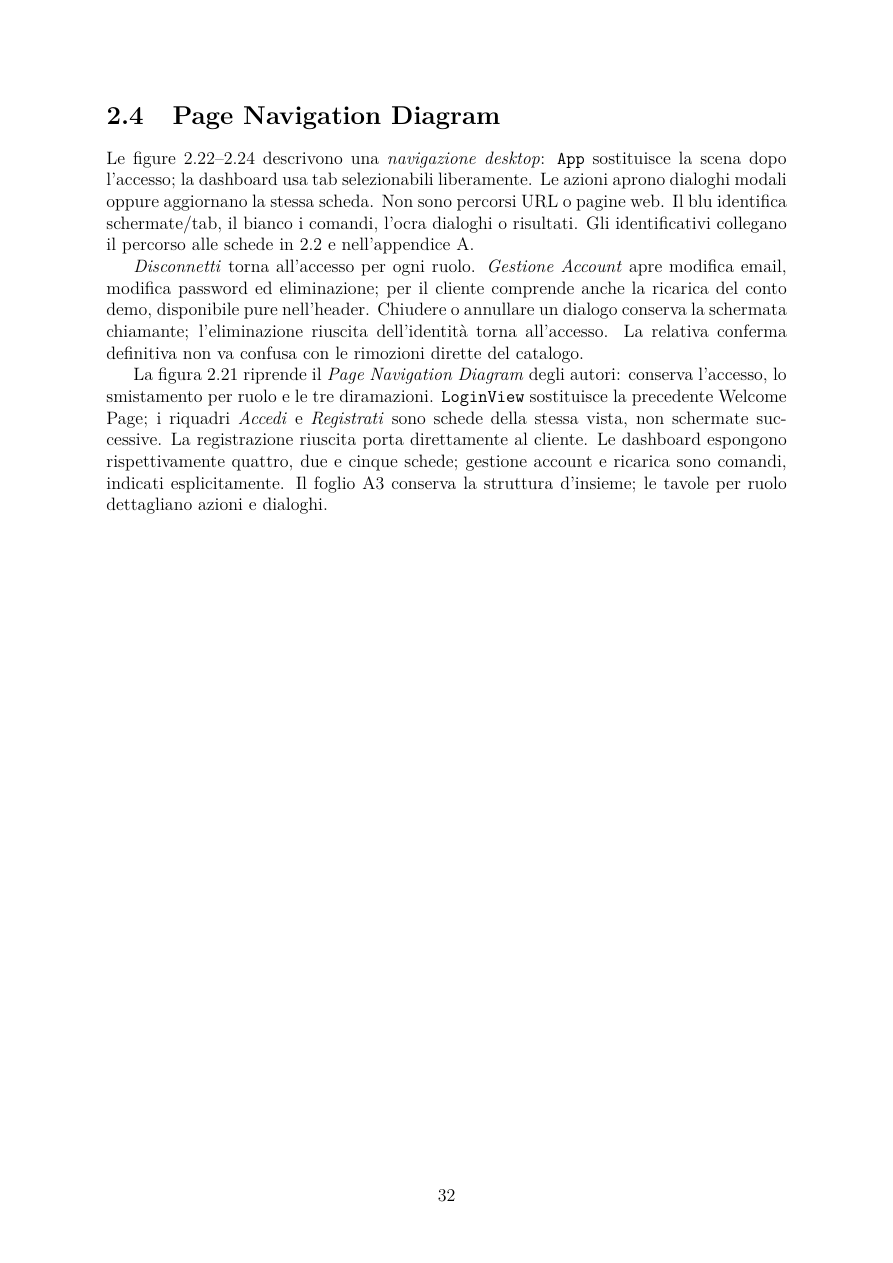 2.4 Page Navigation Diagram
Le figure 2.22–2.24 descrivono una navigazione desktop: App sostituisce la scena dopo
l'accesso; la dashboard usa tab selezionabili liberamente. Le azioni aprono dialoghi modali
oppure aggiornano la stessa scheda. Non sono percorsi URL o pagine web. Il blu identifica
schermate/tab, il bianco i comandi, l'ocra dialoghi o risultati. Gli identificativi collegano
il percorso alle schede in 2.2 e nell'appendice A.
Disconnetti torna all'accesso per ogni ruolo. Gestione Account apre modifica email,
modifica password ed eliminazione; per il cliente comprende anche la ricarica del conto
demo, disponibile pure nell'header. Chiudere o annullare un dialogo conserva la schermata
chiamante; l'eliminazione riuscita dell'identità torna all'accesso. La relativa conferma
definitiva non va confusa con le rimozioni dirette del catalogo.
La figura 2.21 riprende il Page Navigation Diagram degli autori: conserva l'accesso, lo
smistamento per ruolo e le tre diramazioni. LoginView sostituisce la precedente Welcome
Page; i riquadri Accedi e Registrati sono schede della stessa vista, non schermate suc-
cessive. La registrazione riuscita porta direttamente al cliente. Le dashboard espongono
rispettivamente quattro, due e cinque schede; gestione account e ricarica sono comandi,
indicati esplicitamente. Il foglio A3 conserva la struttura d'insieme; le tavole per ruolo
dettagliano azioni e dialoghi.
32